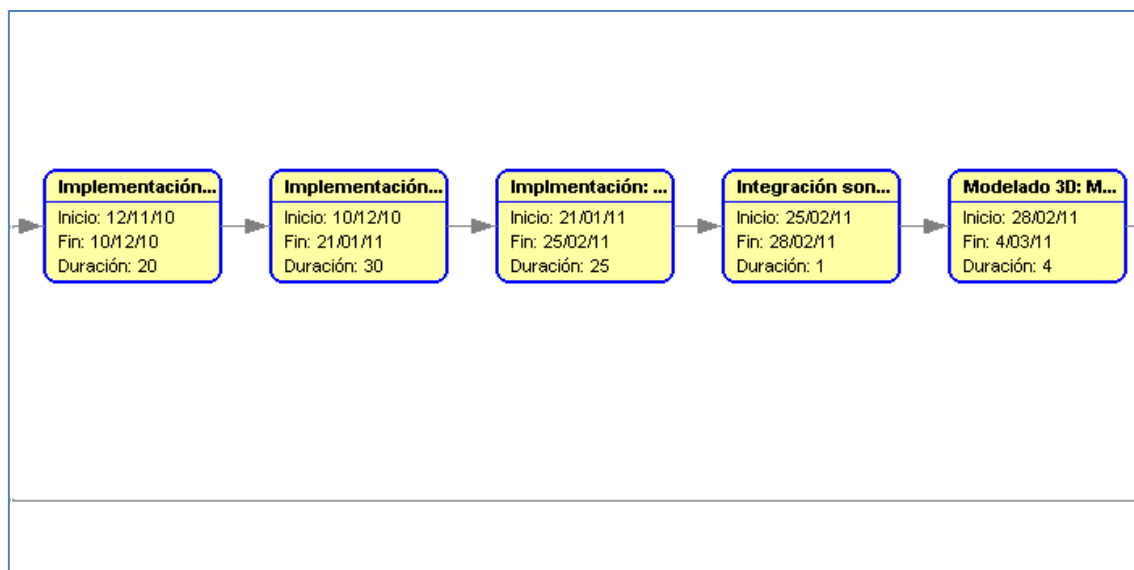 Implementación...
Inicio: 12/11/10
Fin: 10/12/10
Duración: 20
Implementación...
Inicio: 10/12/10
Fin: 21/01/11
Duración: 30
Implmentación: ...
Inicio: 21/01/11
Fin: 25/02/11
Duración: 25
Integración son...
Inicio: 25/02/11
Fin: 28/02/11
Duración: 1
Modelado 3D: M...
Inicio: 28/02/11
Fin: 4/03/11
Duración: 4